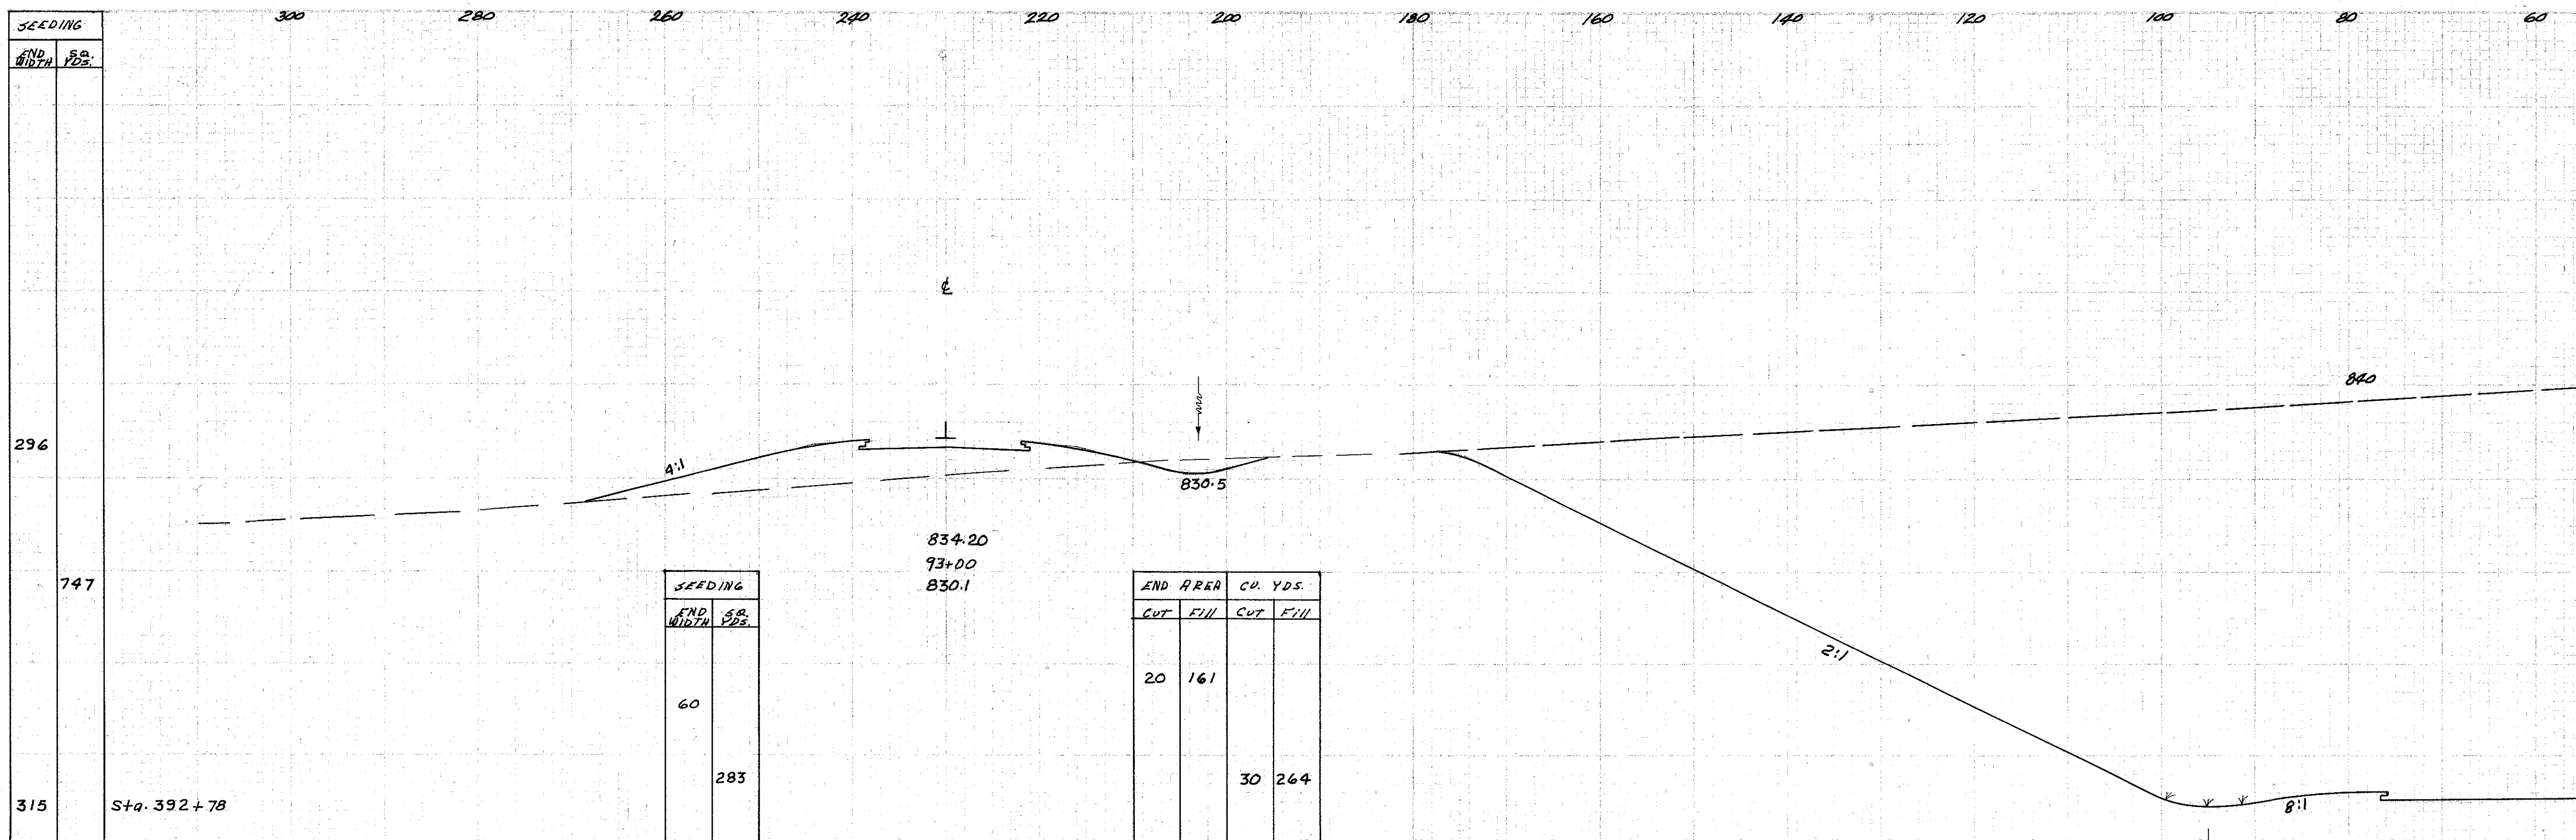 300 280 260 240 220 200 180 160 140 120 100 80 60
SEEDING
END WIDTH SQ. YDS.
℄
840
296
4:1
830.5
834.20
93+00
830.1
747
SEEDING
END WIDTH SQ. YDS.
END AREA CU. YDS.
CUT Fill CUT Fill
2:1
20 161
60
283
30 264
315 Sta. 392+78
8:1